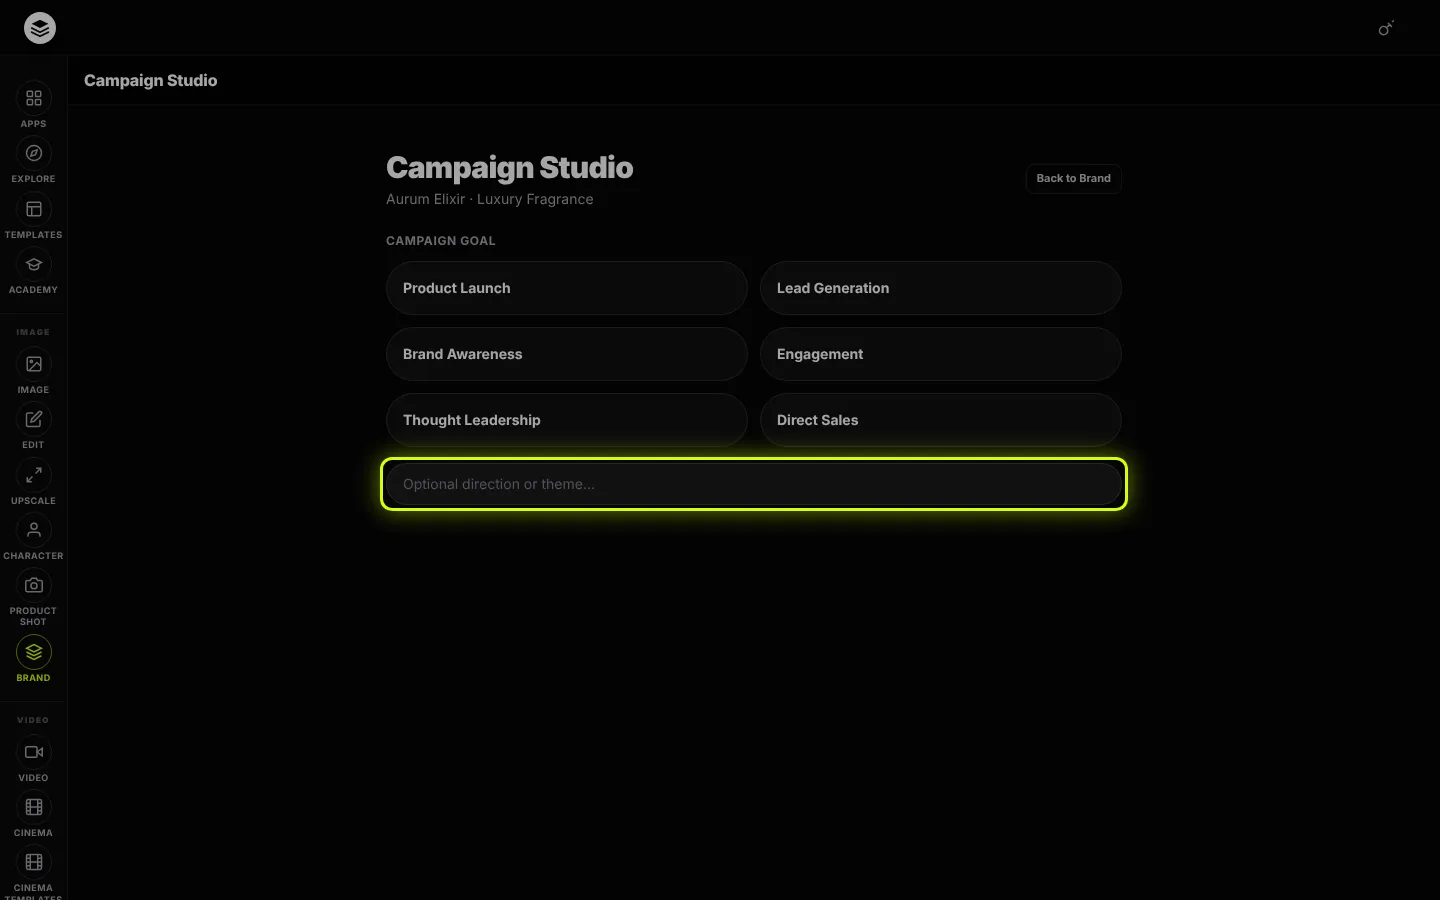 Campaign Studio
APPS
EXPLORE
TEMPLATES
ACADEMY
IMAGE
IMAGE
EDIT
UPSCALE
CHARACTER
PRODUCT
SHOT
BRAND
VIDEO
VIDEO
CINEMA
CINEMA
TEMPLATES
Campaign Studio
Aurum Elixir · Luxury Fragrance
Back to Brand
CAMPAIGN GOAL
Product Launch
Lead Generation
Brand Awareness
Engagement
Thought Leadership
Direct Sales
Optional direction or theme...